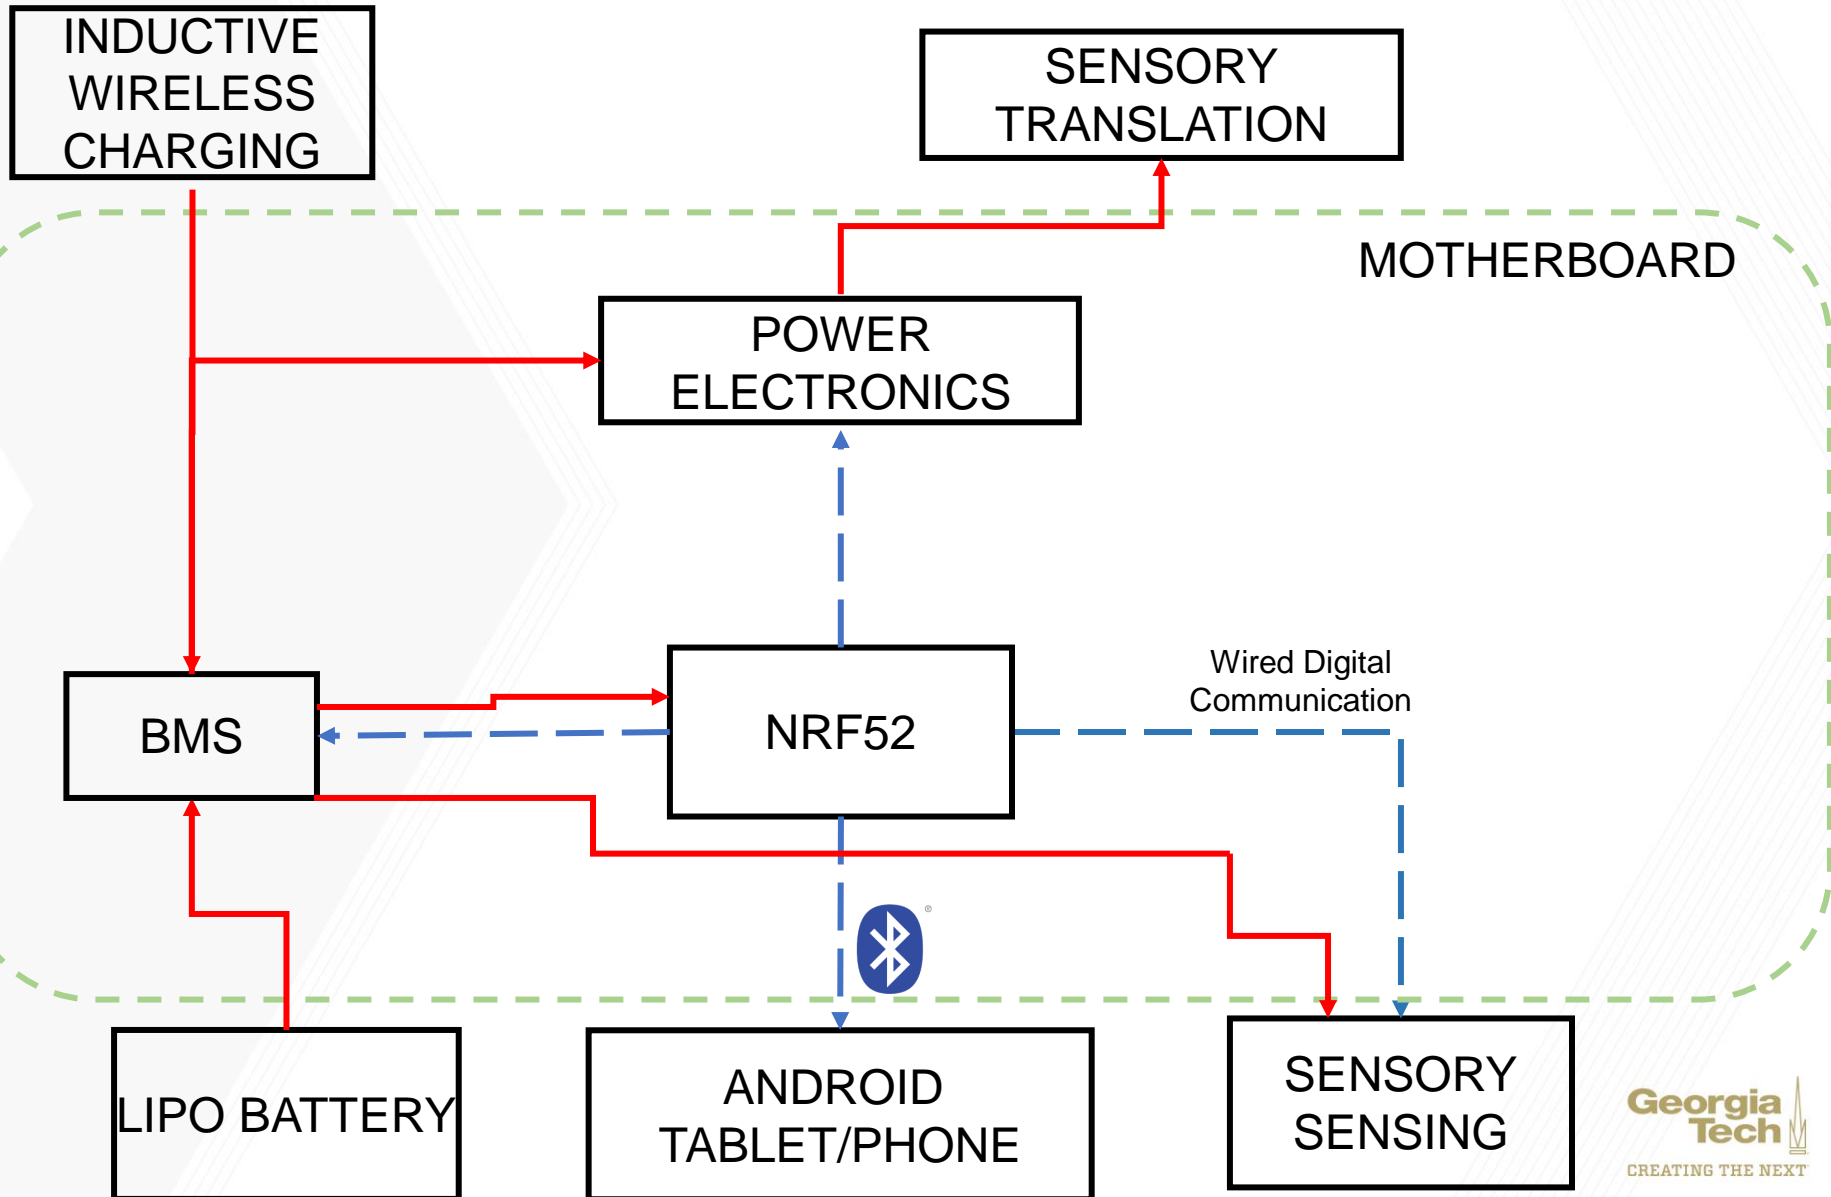 INDUCTIVE
WIRELESS
CHARGING
SENSORY
TRANSLATION
MOTHERBOARD
POWER
ELECTRONICS
Wired Digital
Communication
BMS
NRF52
®
LIPO BATTERY
ANDROID
TABLET/PHONE
SENSORY
SENSING
Georgia
Tech
CREATING THE NEXT